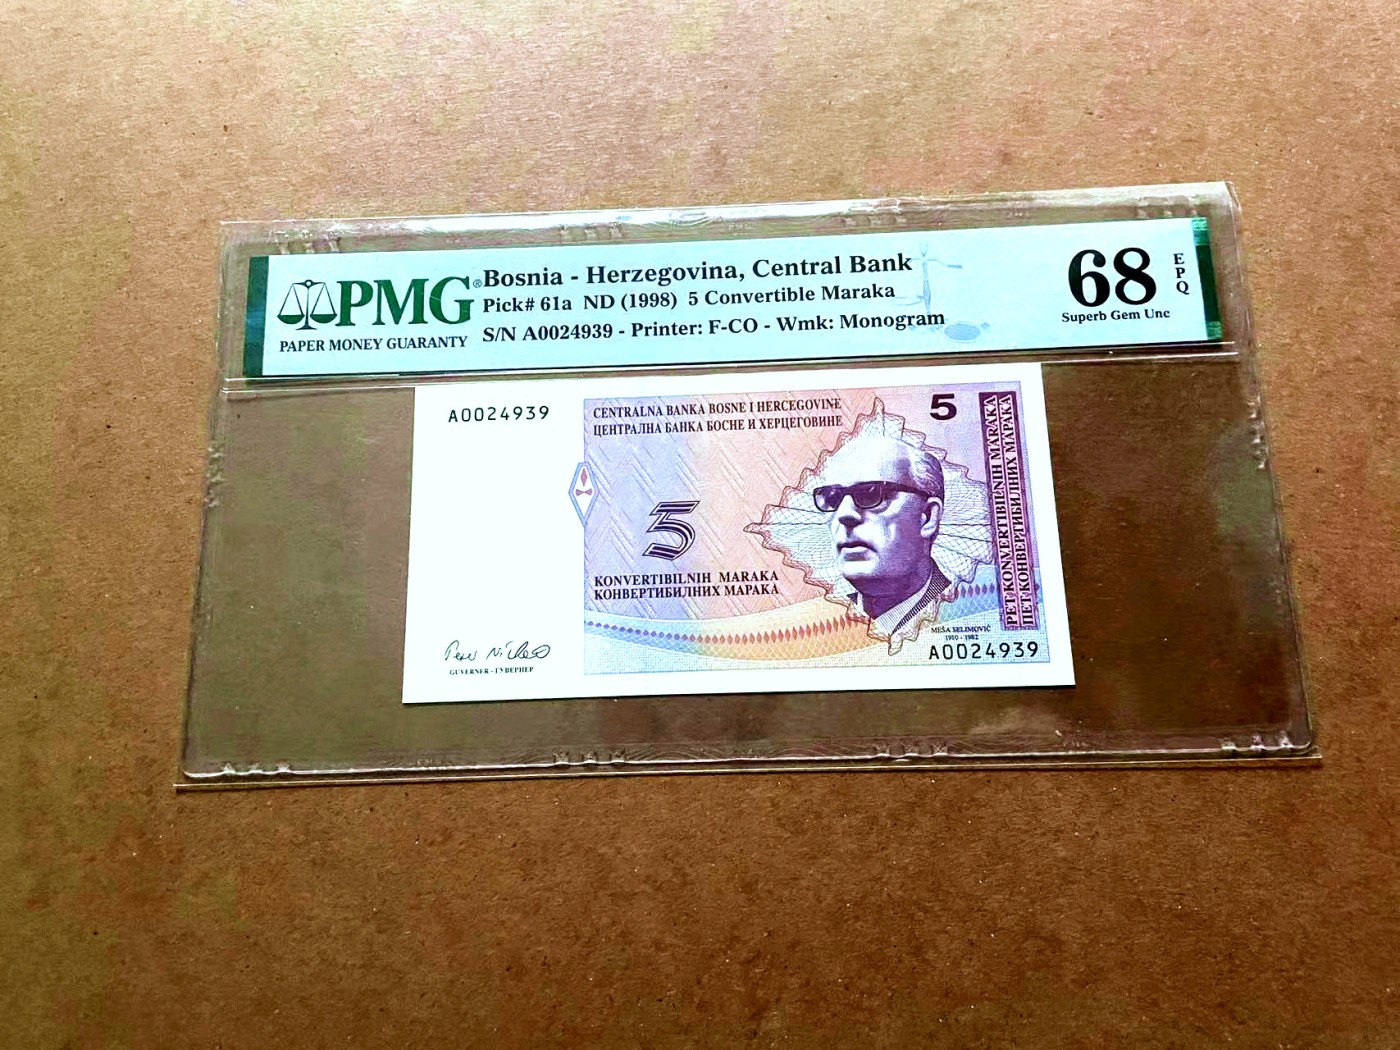 PMG®
PAPER MONEY GUARANTY
Bosnia - Herzegovina, Central Bank
Pick# 61a ND (1998) 5 Convertible Maraka
S/N A0024939 - Printer: F-CO - Wmk: Monogram
68
EPQ
Superb Gem Unc
A0024939
CENTRALNA BANKA BOSNE I HERCEGOVINE
ЦЕНТРАЛНА БАНКА БОСНЕ И ХЕРЦЕГОВИНЕ
5
5
KONVERTIBILNIH MARAKA
КОНВЕРТИБИЛНИХ МАРАКА
PET KONVERTIBILNIH MARAKA
ПЕТ КОНВЕРТИБИЛНИХ МАРАКА
MEŠA SELIMOVIĆ
1910 - 1982
A0024939
GUVERNER - ГУВЕРНЕР